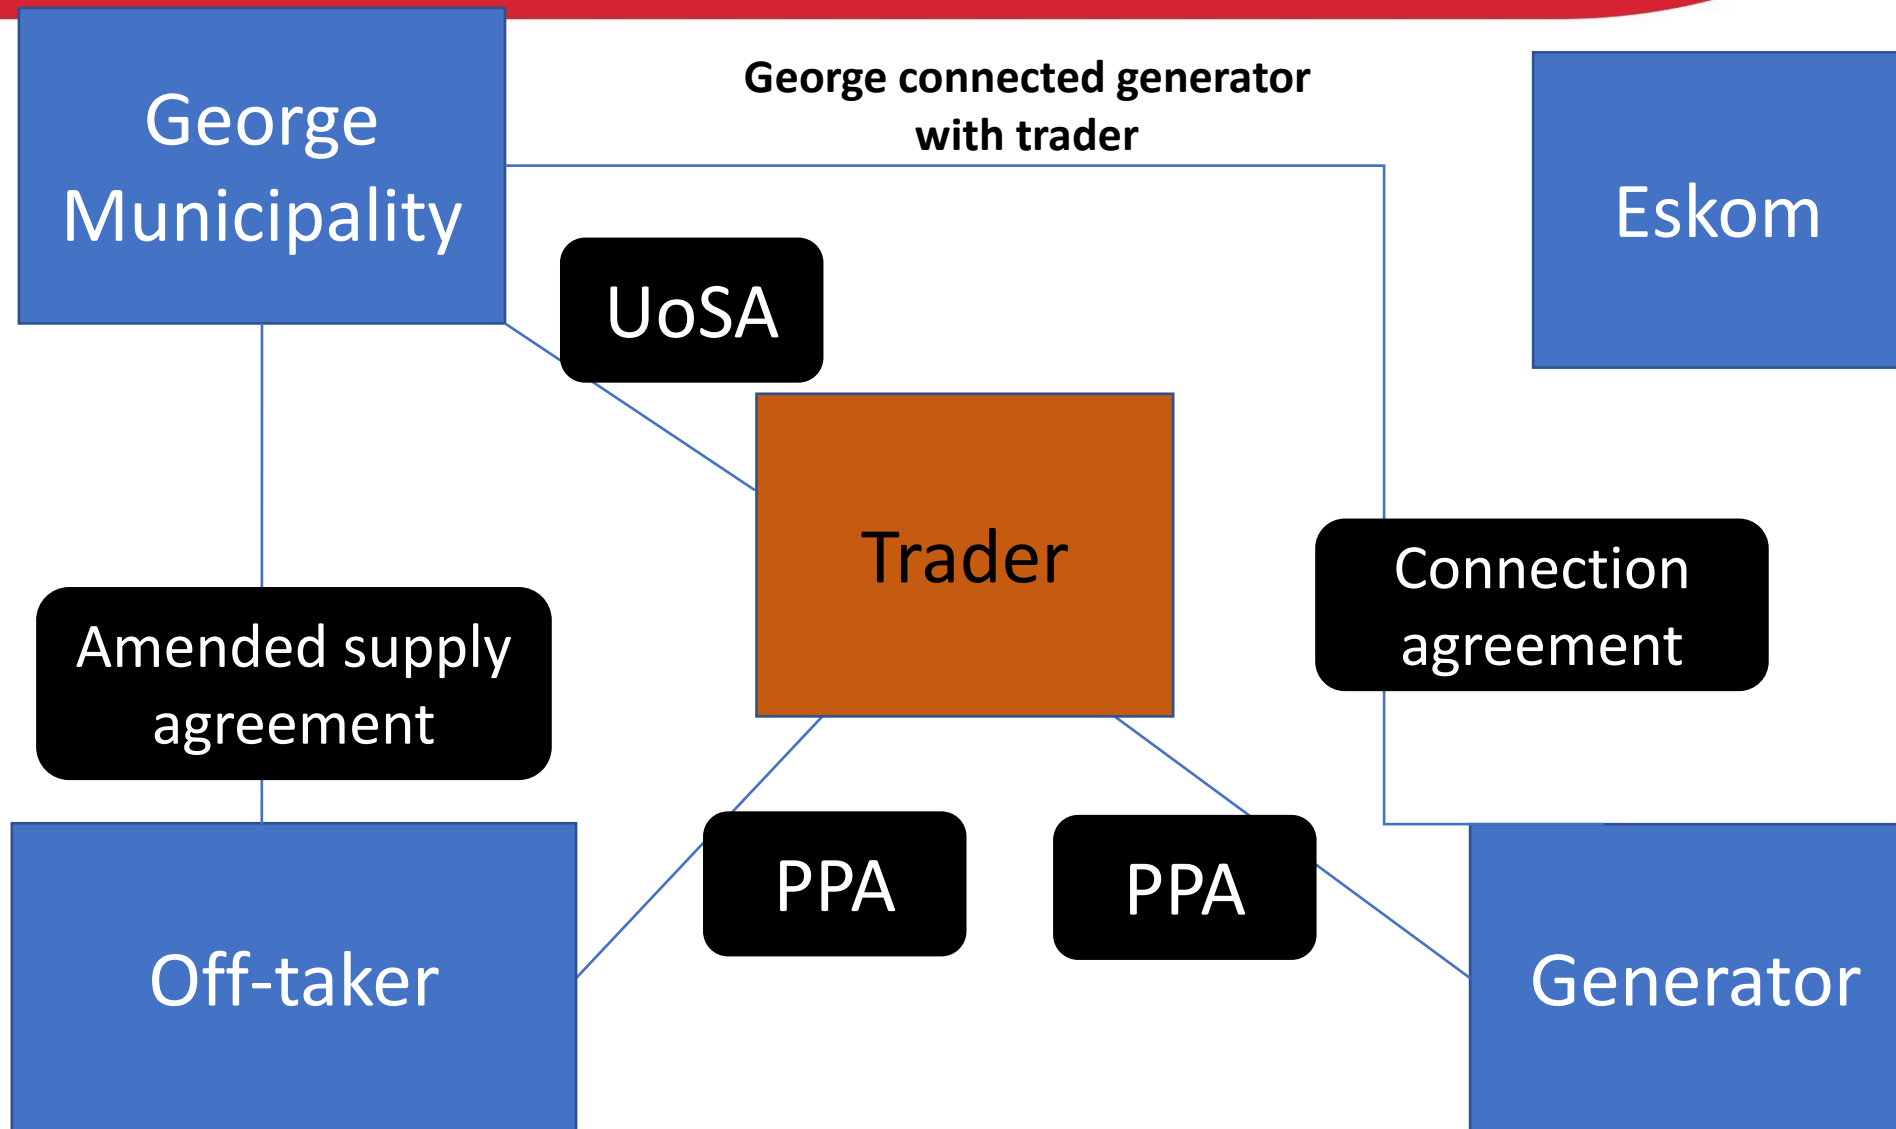 George
Municipality
George connected generator
with trader
Eskom
UoSA
Trader
Connection
agreement
Amended supply
agreement
PPA
PPA
Off-taker
Generator